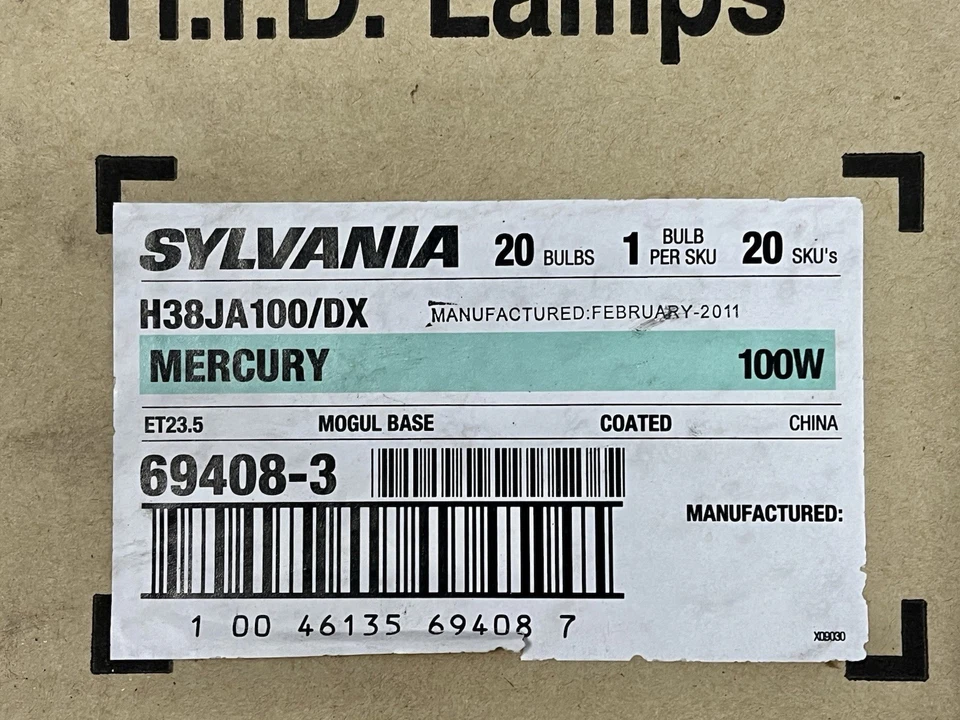 H.I.D. Lamps
SYLVANIA 20 BULBS 1 BULB PER SKU 20 SKU's
H38JA100/DX MANUFACTURED:FEBRUARY-2011
MERCURY 100W
ET23.5 MOGUL BASE COATED CHINA
69408-3
MANUFACTURED:
1 00 46135 69408 7
X09030